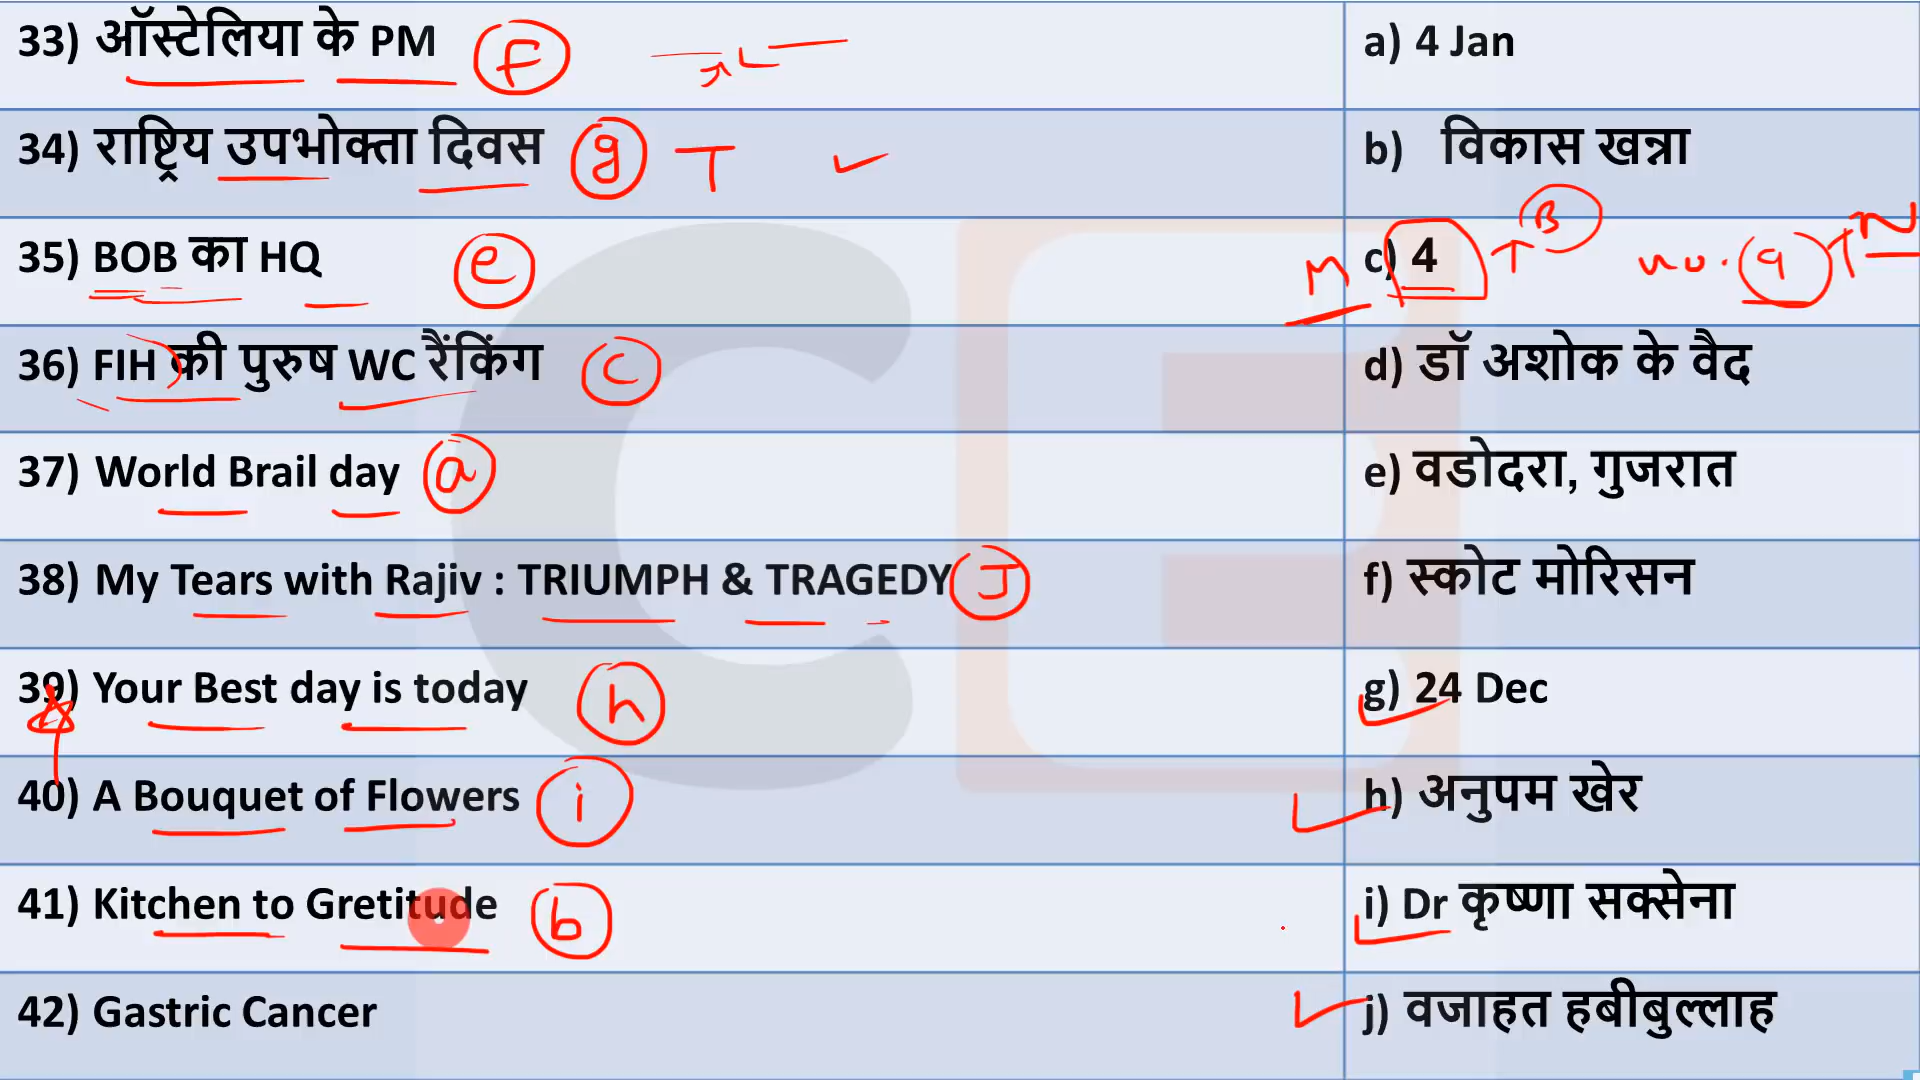 33) ऑस्टेलिया के PM F
a) 4 Jan
34) राष्ट्रिय उपभोक्ता दिवस g T
b) विकास खन्ना
35) BOB का HQ e
M c) 4 T B no. 9 T N
36) FIH की पुरुष WC रैंकिंग C
d) डॉ अशोक के वैद
37) World Brail day a
e) वडोदरा, गुजरात
38) My Tears with Rajiv : TRIUMPH & TRAGEDY J
f) स्कोट मोरिसन
39) Your Best day is today h
g) 24 Dec
40) A Bouquet of Flowers i
h) अनुपम खेर
41) Kitchen to Gretitude b
i) Dr कृष्णा सक्सेना
42) Gastric Cancer
j) वजाहत हबीबुल्लाह